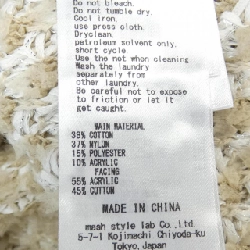 Do not bleach.
Do not tumble dry.
Cool iron.
use press cloth.
Dryclean.
petroleum solvent only,
short cycle
Use the net when cleaning
Wash the laundry
separately from
other laundry.
Be careful not to expose
to friction or let it
get caught.
MAIN MATERIAL
38% COTTON
37% NYLON
15% POLYESTER
10% ACRYLIC
FACING
55% ACRYLIC
45% COTTON
MADE IN CHINA
mash style lab Co.,ltd.
5-7-1 Kojimachi Chiyoda-ku
Tokyo, Japan